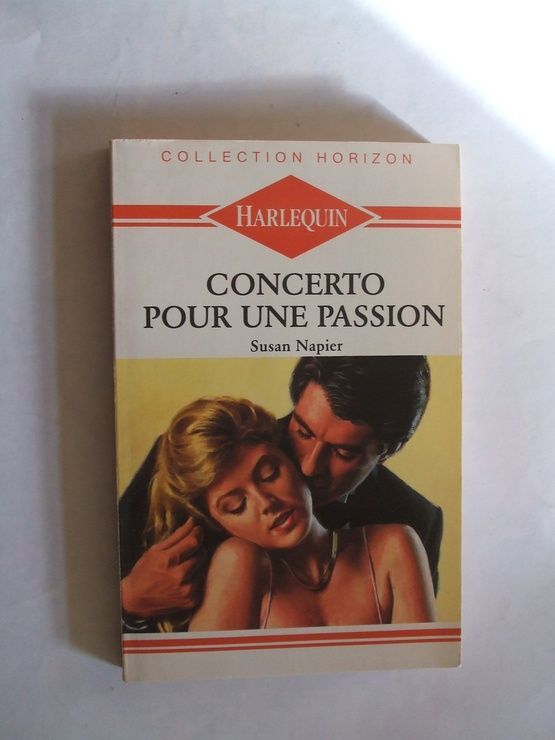 COLLECTION HORIZON
HARLEQUIN
CONCERTO
POUR UNE PASSION
Susan Napier